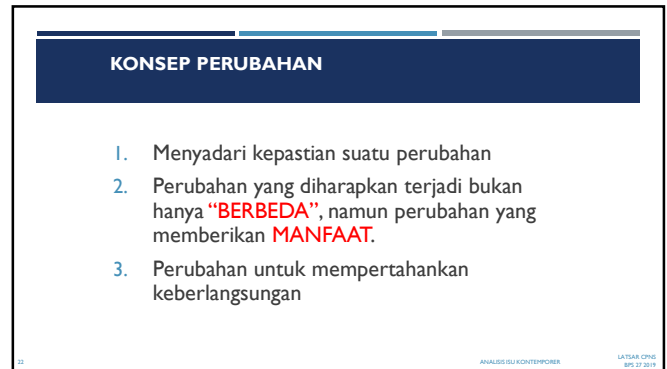 KONSEP PERUBAHAN
1. Menyadari kepastian suatu perubahan
2. Perubahan yang diharapkan terjadi bukan
hanya “BERBEDA”, namun perubahan yang
memberikan MANFAAT.
3. Perubahan untuk mempertahankan
keberlangsungan
22
ANALISIS ISU KONTEMPORER
LATSAR CPNS
BPS 27 2019